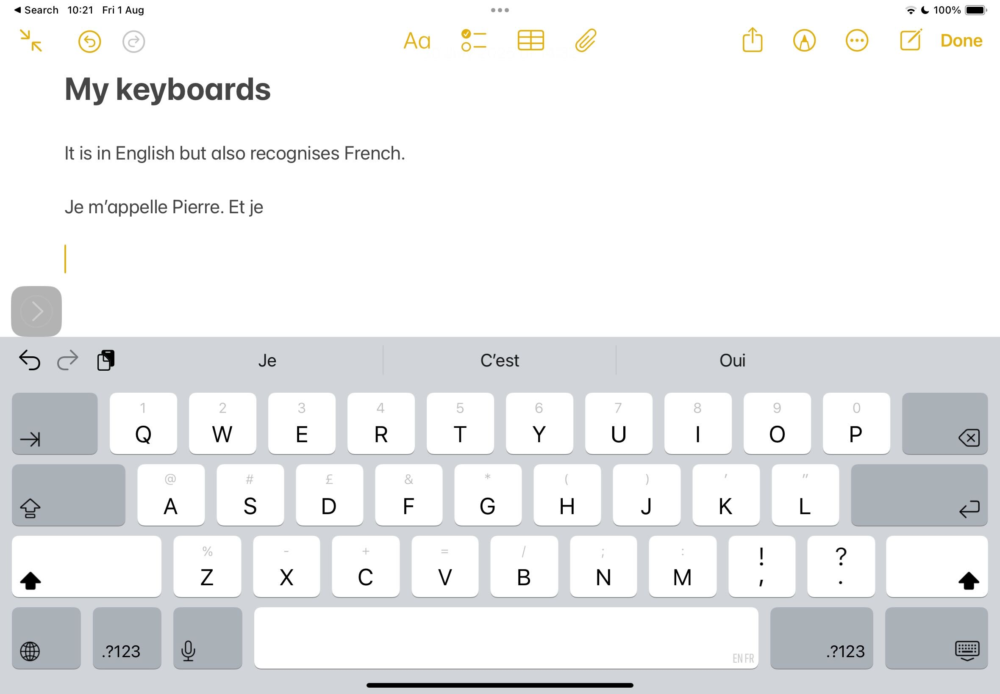 Search 10:21 Fri 1 Aug 100%
Aa Done
My keyboards
It is in English but also recognises French.
Je m’appelle Pierre. Et je
Je C’est Oui
1 2 3 4 5 6 7 8 9 0
Q W E R T Y U I O P
@ # £ & * ( ) ′ ″
A S D F G H J K L
% - + = / ; : ! ?
Z X C V B N M , .
.?123 EN FR .?123